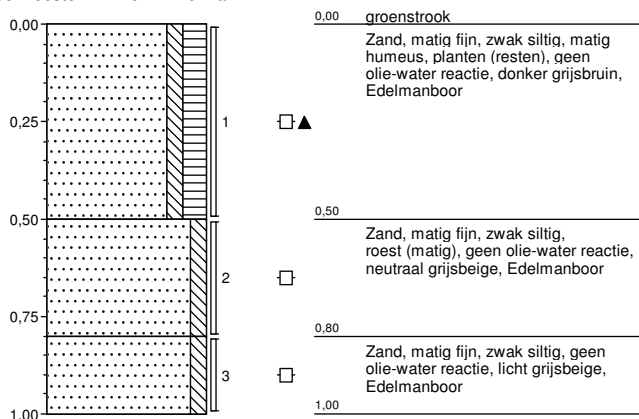 0,00
0,00
groenstrook
Zand, matig fijn, zwak siltig, matig
humeus, planten (resten), geen
olie-water reactie, donker grijsbruin,
Edelmanboor
0,25
1
0,50
0,50
Zand, matig fijn, zwak siltig,
roest (matig), geen olie-water reactie,
neutraal grijsbeige, Edelmanboor
2
0,75
0,80
Zand, matig fijn, zwak siltig, geen
olie-water reactie, licht grijsbeige,
Edelmanboor
3
1,00
1,00